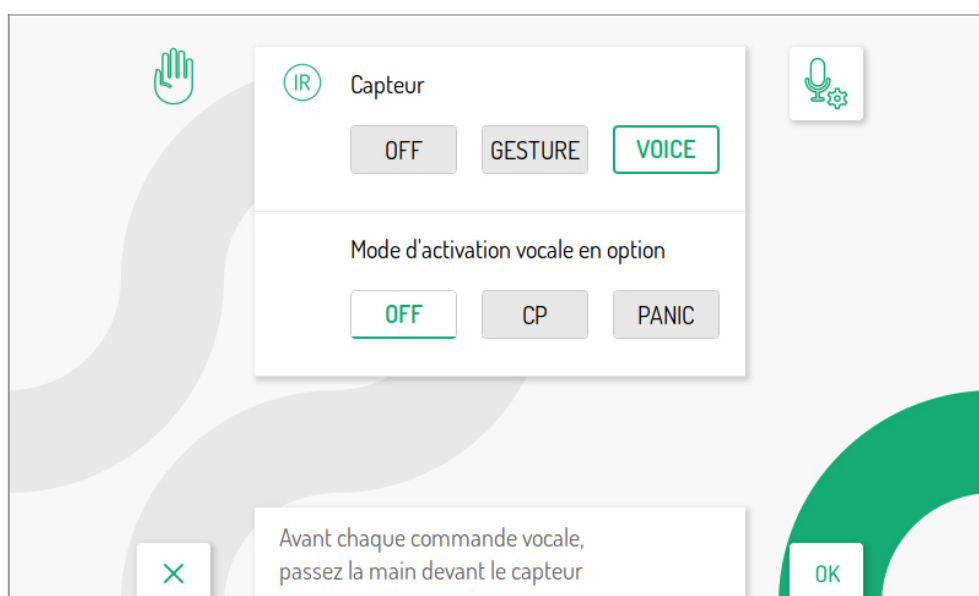 IR Capteur
OFF GESTURE VOICE
Mode d'activation vocale en option
OFF CP PANIC
Avant chaque commande vocale,
passez la main devant le capteur
OK